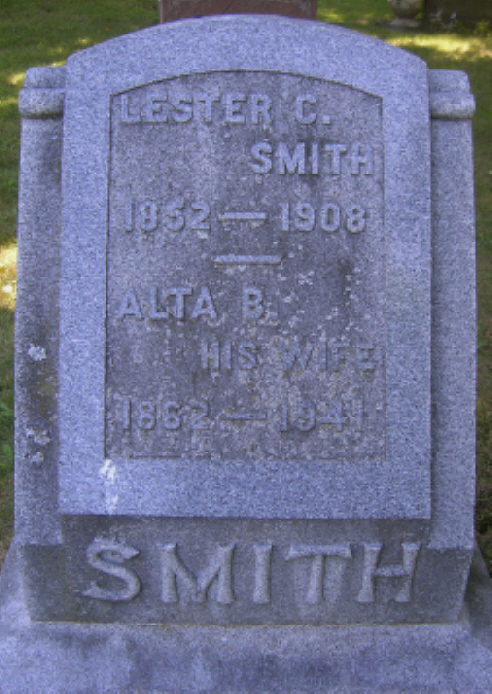 LESTER C.
SMITH
1852 — 1908
ALTA B.
HIS WIFE
1862 — 1941
SMITH